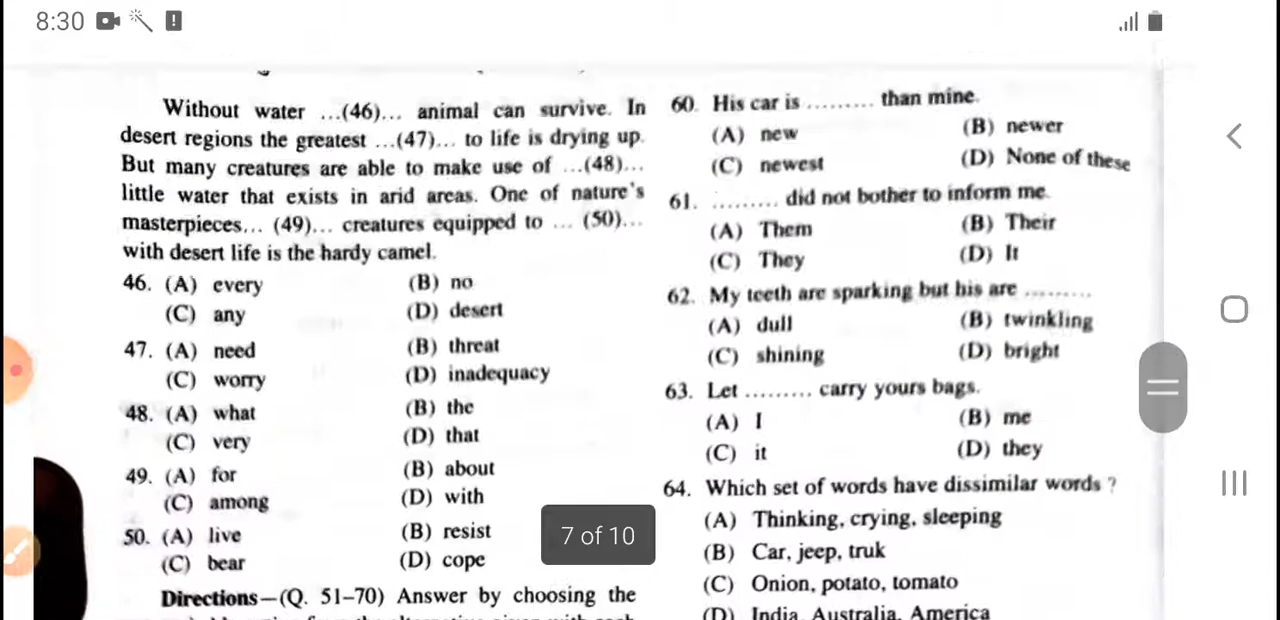 8:30
Without water ...(46)... animal can survive. In
desert regions the greatest ...(47)... to life is drying up.
But many creatures are able to make use of ...(48)...
little water that exists in arid areas. One of nature's
masterpieces... (49)... creatures equipped to ... (50)...
with desert life is the hardy camel.
46. (A) every (B) no
(C) any (D) desert
47. (A) need (B) threat
(C) worry (D) inadequacy
48. (A) what (B) the
(C) very (D) that
49. (A) for (B) about
(C) among (D) with
50. (A) live (B) resist
(C) bear (D) cope
Directions—(Q. 51–70) Answer by choosing the
60. His car is ......... than mine.
(A) new (B) newer
(C) newest (D) None of these
61. ......... did not bother to inform me.
(A) Them (B) Their
(C) They (D) It
62. My teeth are sparking but his are .........
(A) dull (B) twinkling
(C) shining (D) bright
63. Let ......... carry yours bags.
(A) I (B) me
(C) it (D) they
64. Which set of words have dissimilar words ?
(A) Thinking, crying, sleeping
(B) Car, jeep, truk
(C) Onion, potato, tomato
(D) India, Australia, America
7 of 10